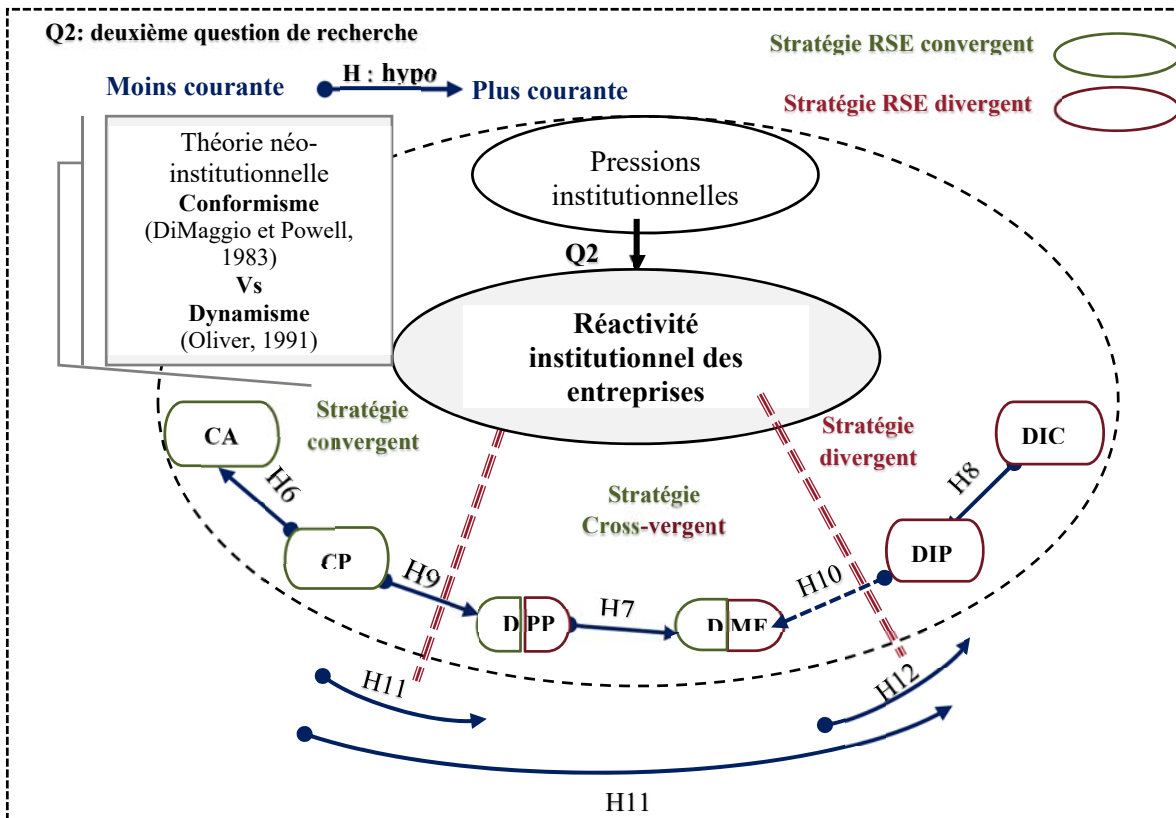 Q2: deuxième question de recherche
Stratégie RSE convergent
Moins courante
H : hypo
Plus courante
Stratégie RSE divergent
Théorie néo-
institutionnelle
Conformisme
(DiMaggio et Powell,
1983)
Vs
Dynamisme
(Oliver, 1991)
Pressions
institutionnelles
Q2
Réactivité
institutionnel des
entreprises
Stratégie
convergent
Stratégie
divergent
Stratégie
Cross-vergent
CA
DIC
H6
H8
CP
DIP
H9
H10
D PP
H7
D ME
H11
H12
H11